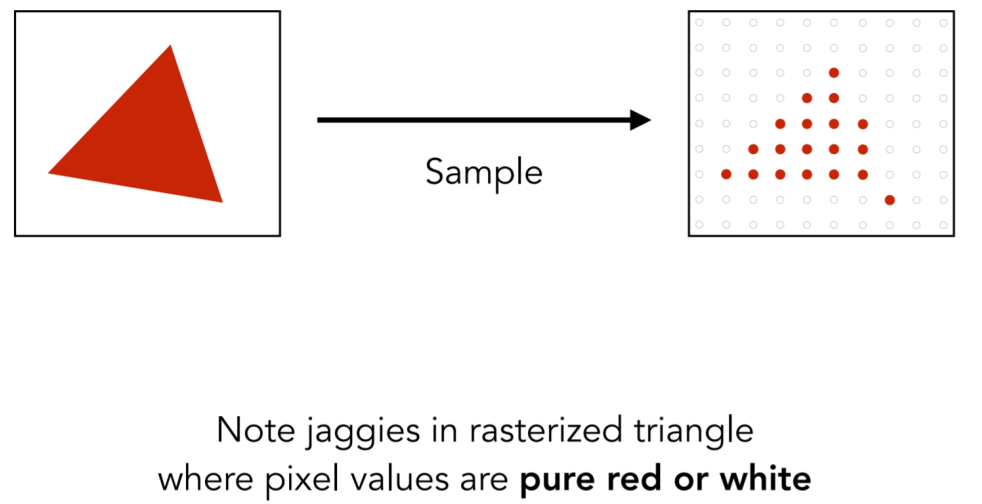 Sample
Note jaggies in rasterized triangle
where pixel values are pure red or white